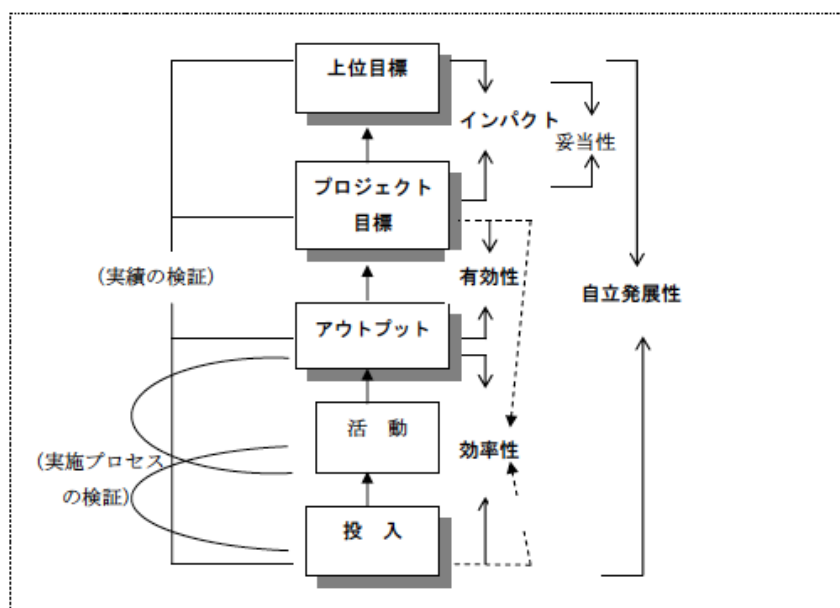 上位目標
インパクト
妥当性
プロジェクト
目標
(実績の検証)
有効性
自立発展性
アウトプット
活　動
効率性
(実施プロセス
の検証)
投　入